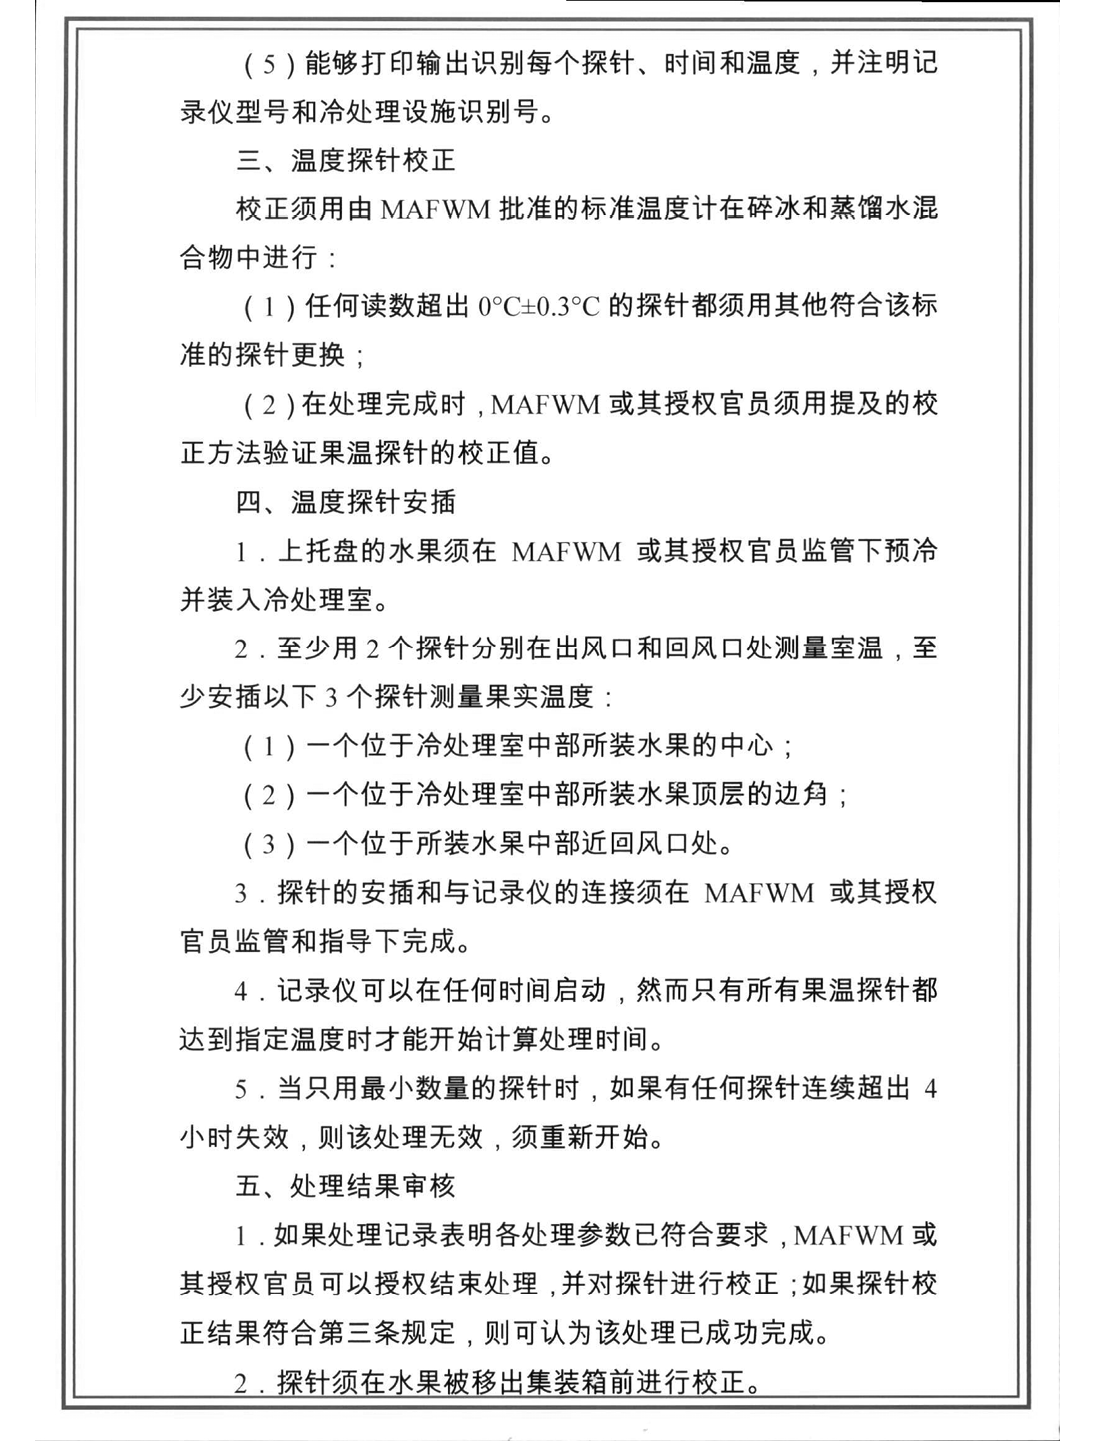 （5）能够打印输出识别每个探针、时间和温度，并注明记
录仪型号和冷处理设施识别号。
三、温度探针校正
校正须用由 MAFWM 批准的标准温度计在碎冰和蒸馏水混
合物中进行：
（1）任何读数超出 0°C±0.3°C 的探针都须用其他符合该标
准的探针更换；
（2）在处理完成时，MAFWM 或其授权官员须用提及的校
正方法验证果温探针的校正值。
四、温度探针安插
1．上托盘的水果须在 MAFWM 或其授权官员监管下预冷
并装入冷处理室。
2．至少用 2 个探针分别在出风口和回风口处测量室温，至
少安插以下 3 个探针测量果实温度：
（1）一个位于冷处理室中部所装水果的中心；
（2）一个位于冷处理室中部所装水果顶层的边角；
（3）一个位于所装水果中部近回风口处。
3．探针的安插和与记录仪的连接须在 MAFWM 或其授权
官员监管和指导下完成。
4．记录仪可以在任何时间启动，然而只有所有果温探针都
达到指定温度时才能开始计算处理时间。
5．当只用最小数量的探针时，如果有任何探针连续超出 4
小时失效，则该处理无效，须重新开始。
五、处理结果审核
1．如果处理记录表明各处理参数已符合要求，MAFWM 或
其授权官员可以授权结束处理，并对探针进行校正；如果探针校
正结果符合第三条规定，则可认为该处理已成功完成。
2．探针须在水果被移出集装箱前进行校正。